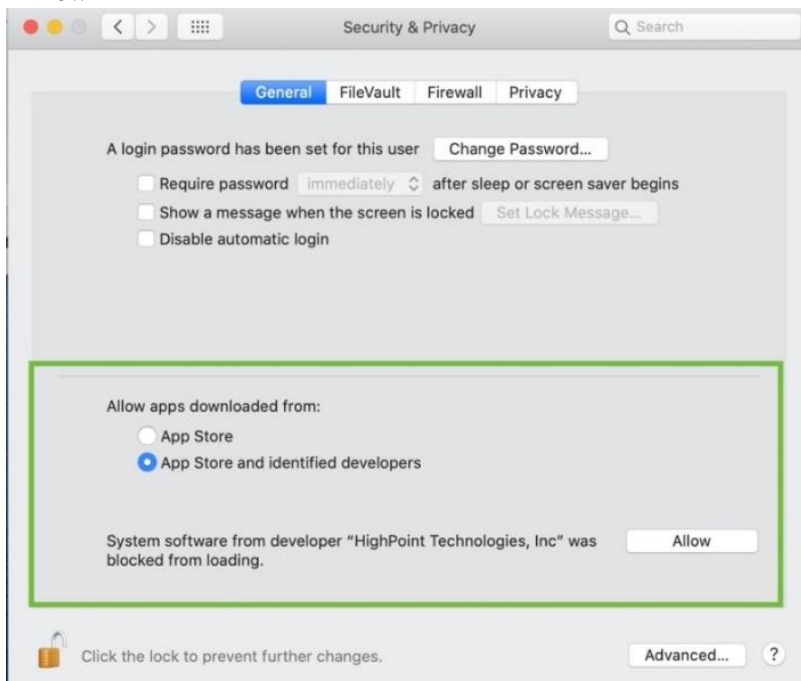 Security & Privacy
Search
General FileVault Firewall Privacy
A login password has been set for this user Change Password...
Require password immediately after sleep or screen saver begins
Show a message when the screen is locked Set Lock Message...
Disable automatic login
Allow apps downloaded from:
App Store
App Store and identified developers
System software from developer “HighPoint Technologies, Inc” was Allow
blocked from loading.
Click the lock to prevent further changes. Advanced... ?